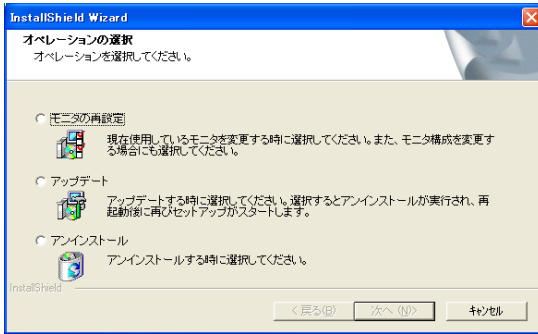 InstallShield Wizard
オペレーションの選択
オペレーションを選択してください。
モニタの再設定
現在使用しているモニタを変更する時に選択してください。また、モニタ構成を変更す
る場合にも選択してください。
アップデート
アップデートする時に選択してください。選択するとアンインストールが実行され、再
起動後に再びセットアップがスタートします。
アンインストール
アンインストールする時に選択してください。
InstallShield
< 戻る(B) 次へ (N)> キャンセル